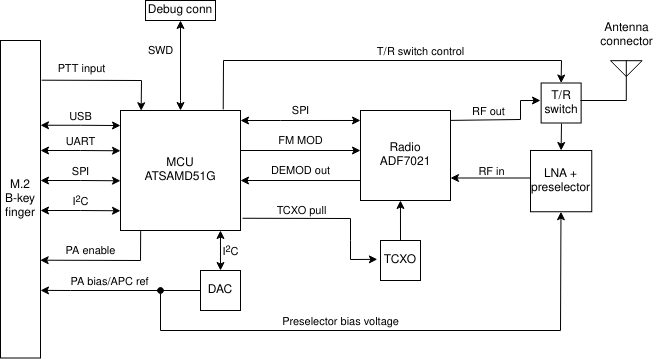 Debug conn
Antenna
connector
SWD
T/R switch control
PTT input
T/R
switch
USB
SPI
RF out
UART
FM MOD
MCU
ATSAMD51G
Radio
ADF7021
SPI
DEMOD out
RF in
LNA +
preselector
M.2
B-key
finger
I²C
TCXO pull
PA enable
I²C
TCXO
PA bias/APC ref
DAC
Preselector bias voltage